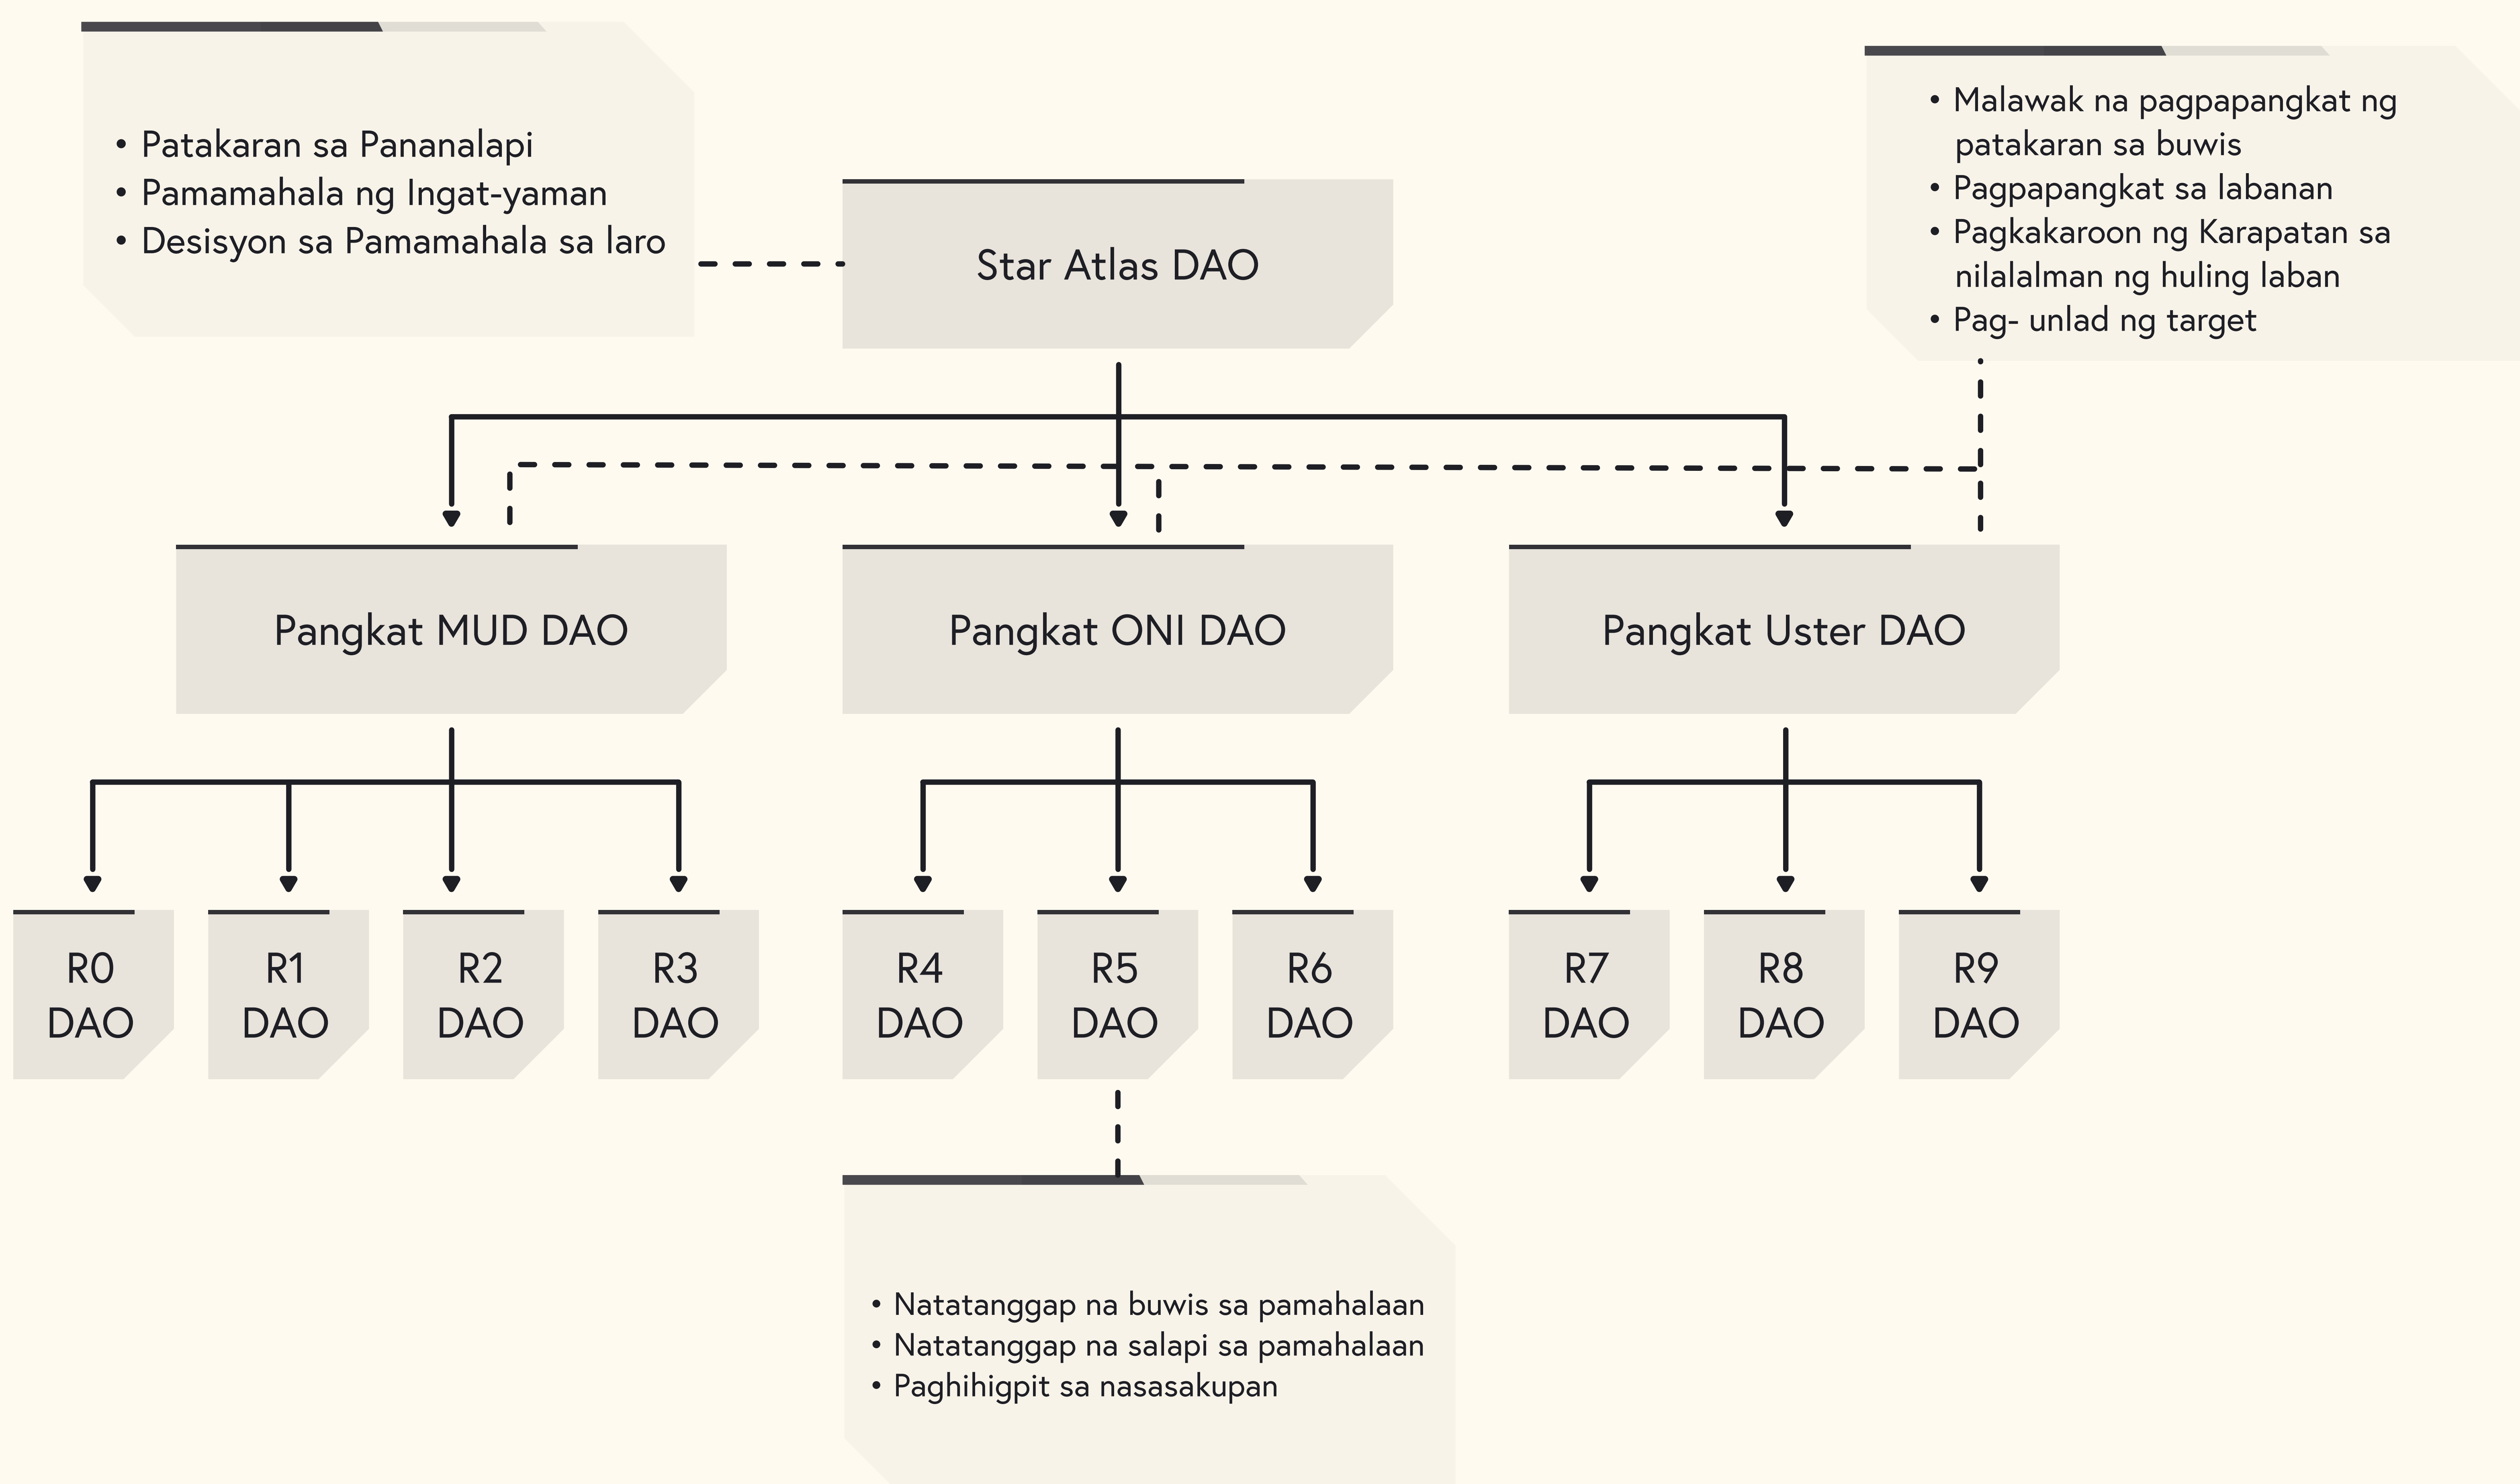 • Patakaran sa Pananalapi
• Pamamahala ng Ingat-yaman
• Desisyon sa Pamamahala sa laro
Star Atlas DAO
• Malawak na pagpapangkat ng
patakaran sa buwis
• Pagpapangkat sa labanan
• Pagkakaroon ng Karapatan sa
nilalalman ng huling laban
• Pag- unlad ng target
Pangkat MUD DAO
Pangkat ONI DAO
Pangkat Uster DAO
R0
DAO
R1
DAO
R2
DAO
R3
DAO
R4
DAO
R5
DAO
R6
DAO
R7
DAO
R8
DAO
R9
DAO
• Natatanggap na buwis sa pamahalaan
• Natatanggap na salapi sa pamahalaan
• Paghihigpit sa nasasakupan